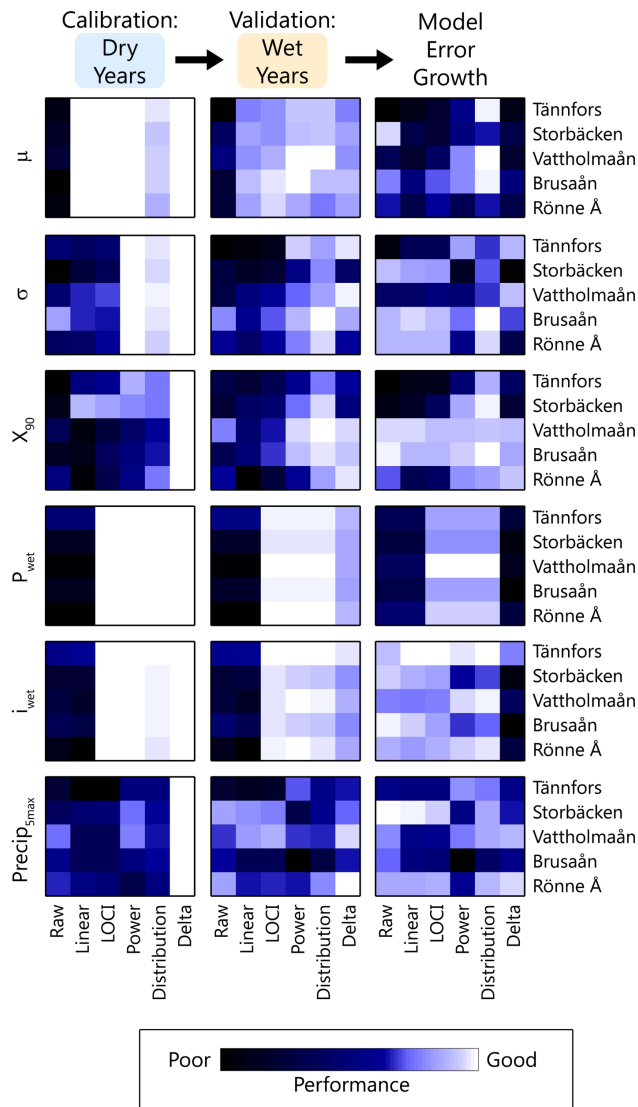 Calibration:
Dry
Years
Validation:
Wet
Years
Model
Error
Growth
μ
Tännfors
Storbäcken
Vattholmaån
Brusaån
Rönne Å
σ
Tännfors
Storbäcken
Vattholmaån
Brusaån
Rönne Å
X90
Tännfors
Storbäcken
Vattholmaån
Brusaån
Rönne Å
Pwet
Tännfors
Storbäcken
Vattholmaån
Brusaån
Rönne Å
iwet
Tännfors
Storbäcken
Vattholmaån
Brusaån
Rönne Å
Precip5max
Tännfors
Storbäcken
Vattholmaån
Brusaån
Rönne Å
Raw
Linear
LOCI
Power
Distribution
Delta
Raw
Linear
LOCI
Power
Distribution
Delta
Raw
Linear
LOCI
Power
Distribution
Delta
Poor
Good
Performance